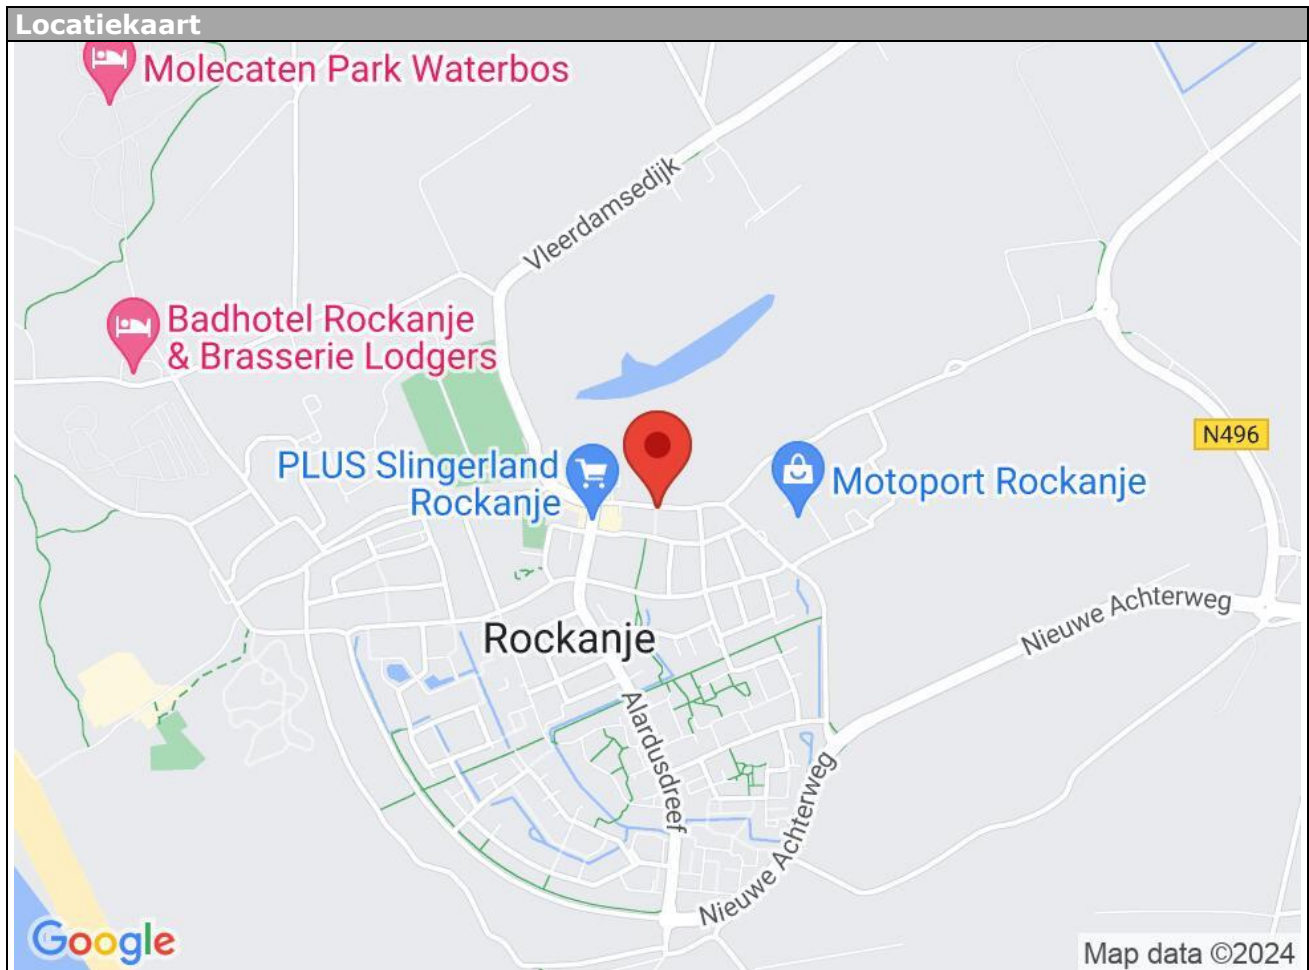 Locatiekaart
Molecaten Park Waterbos
Vleerdamsedijk
Badhotel Rockanje
& Brasserie Lodgers
N496
PLUS Slingerland
Rockanje
Motoport Rockanje
Nieuwe Achterweg
Rockanje
Alardusdreef
Nieuwe Achterweg
Google
Map data ©2024